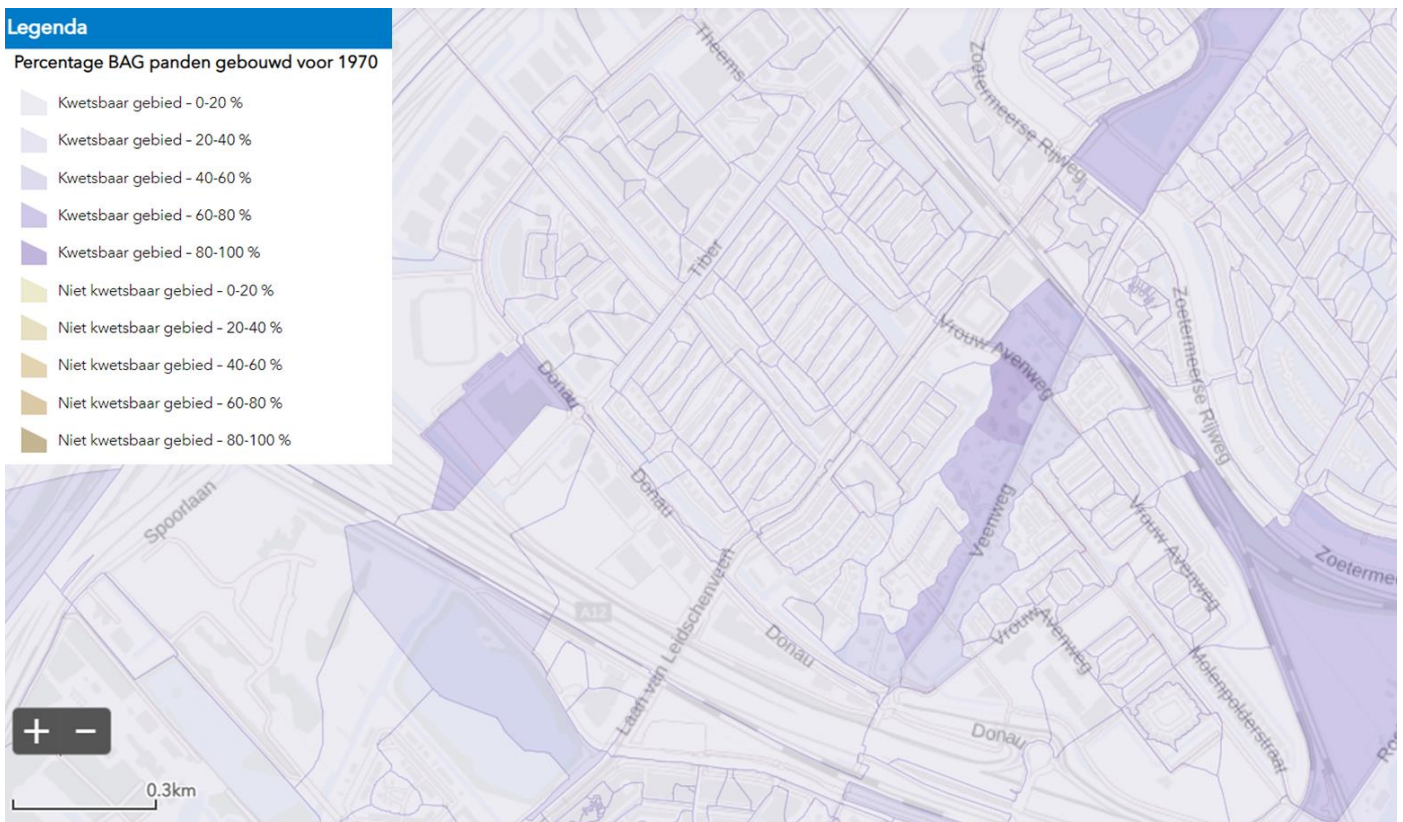 Legenda
Percentage BAG panden gebouwd voor 1970
Kwetsbaar gebied - 0-20 %
Kwetsbaar gebied - 20-40 %
Kwetsbaar gebied - 40-60 %
Kwetsbaar gebied - 60-80 %
Kwetsbaar gebied - 80-100 %
Niet kwetsbaar gebied - 0-20 %
Niet kwetsbaar gebied - 20-40 %
Niet kwetsbaar gebied - 40-60 %
Niet kwetsbaar gebied - 60-80 %
Niet kwetsbaar gebied - 80-100 %
Theems
Zoetermeerse Rijweg
Tiber
Zoetermeerse Rijweg
Vrouw Avenweg
Donau
Donau
Spoorlaan
Veenweg
Vrouw Avenweg
Zoeterme
A12
Laan van Leidschenveen
Donau
Vrouw Avenweg
Molenpolderstraat
Donau
Ro
+ −
0.3km